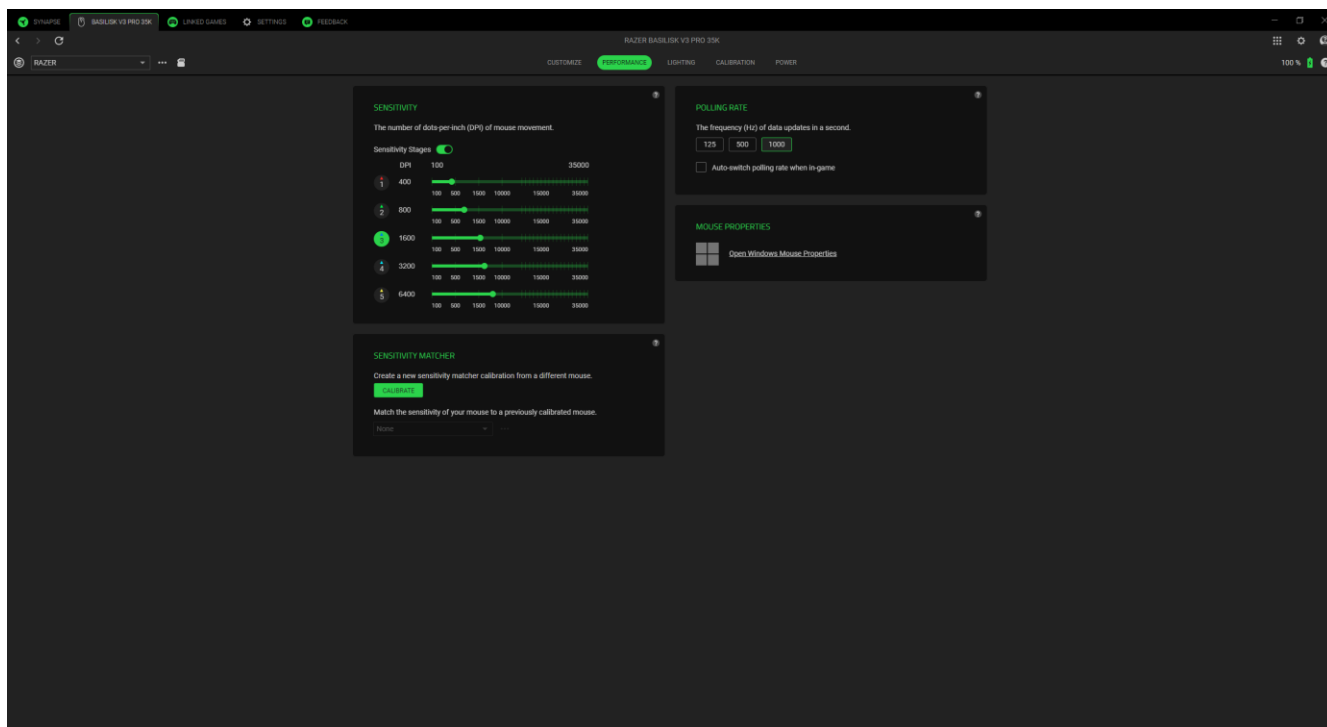 SYNAPSE BASILISK V3 PRO 35K LINKED GAMES SETTINGS FEEDBACK
RAZER BASILISK V3 PRO 35K
RAZER CUSTOMIZE PERFORMANCE LIGHTING CALIBRATION POWER 100 %
SENSITIVITY
The number of dots-per-inch (DPI) of mouse movement.
Sensitivity Stages
DPI 100 35000
1 400
100 500 1500 10000 15000 35000
2 800
100 500 1500 10000 15000 35000
3 1600
100 500 1500 10000 15000 35000
4 3200
100 500 1500 10000 15000 35000
5 6400
100 500 1500 10000 15000 35000
SENSITIVITY MATCHER
Create a new sensitivity matcher calibration from a different mouse.
CALIBRATE
Match the sensitivity of your mouse to a previously calibrated mouse.
None
POLLING RATE
The frequency (Hz) of data updates in a second.
125 500 1000
Auto-switch polling rate when in-game
MOUSE PROPERTIES
Open Windows Mouse Properties